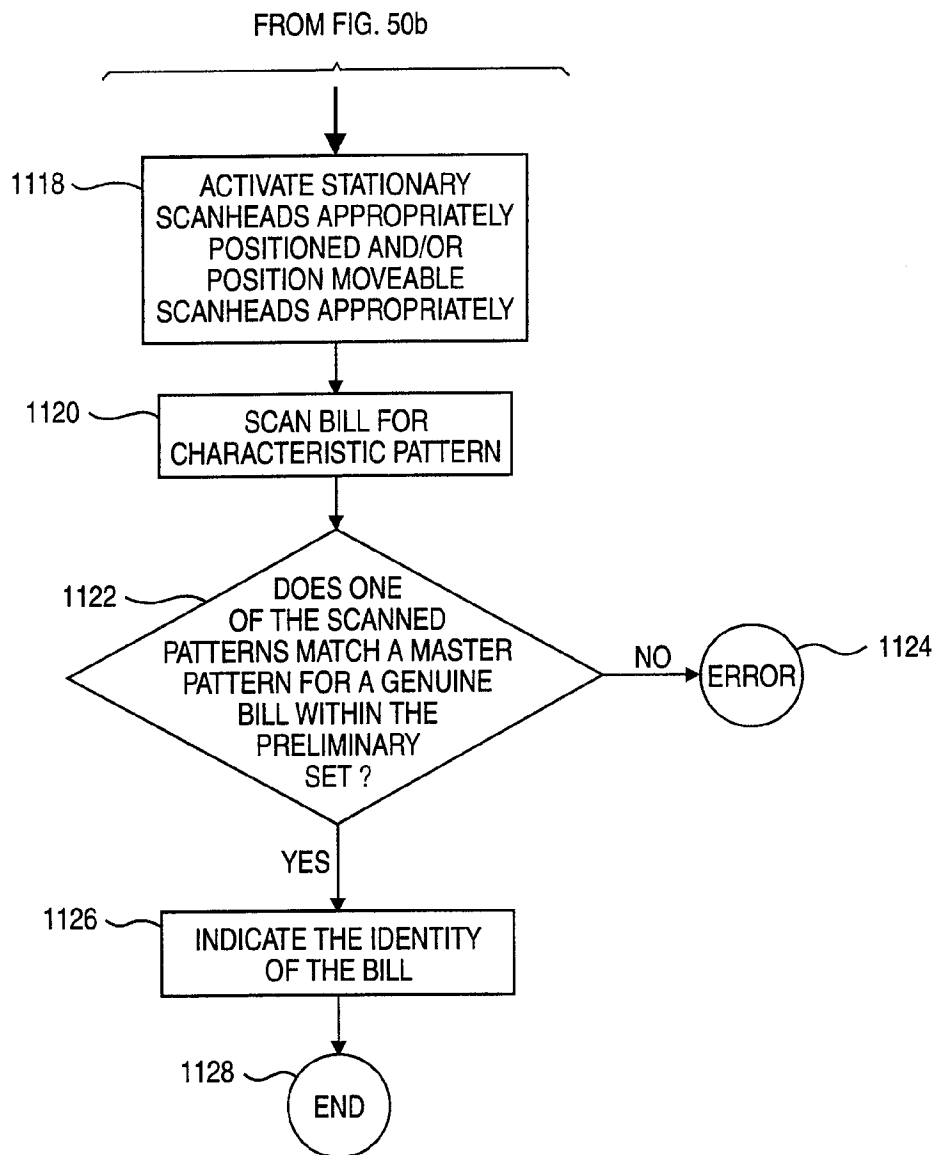 FROM FIG. 50b
1118
ACTIVATE STATIONARY
SCANHEADS APPROPRIATELY
POSITIONED AND/OR
POSITION MOVEABLE
SCANHEADS APPROPRIATELY
1120
SCAN BILL FOR
CHARACTERISTIC PATTERN
1122
DOES ONE
OF THE SCANNED
PATTERNS MATCH A MASTER
PATTERN FOR A GENUINE
BILL WITHIN THE
PRELIMINARY
SET ?
NO
ERROR
1124
YES
1126
INDICATE THE IDENTITY
OF THE BILL
1128
END